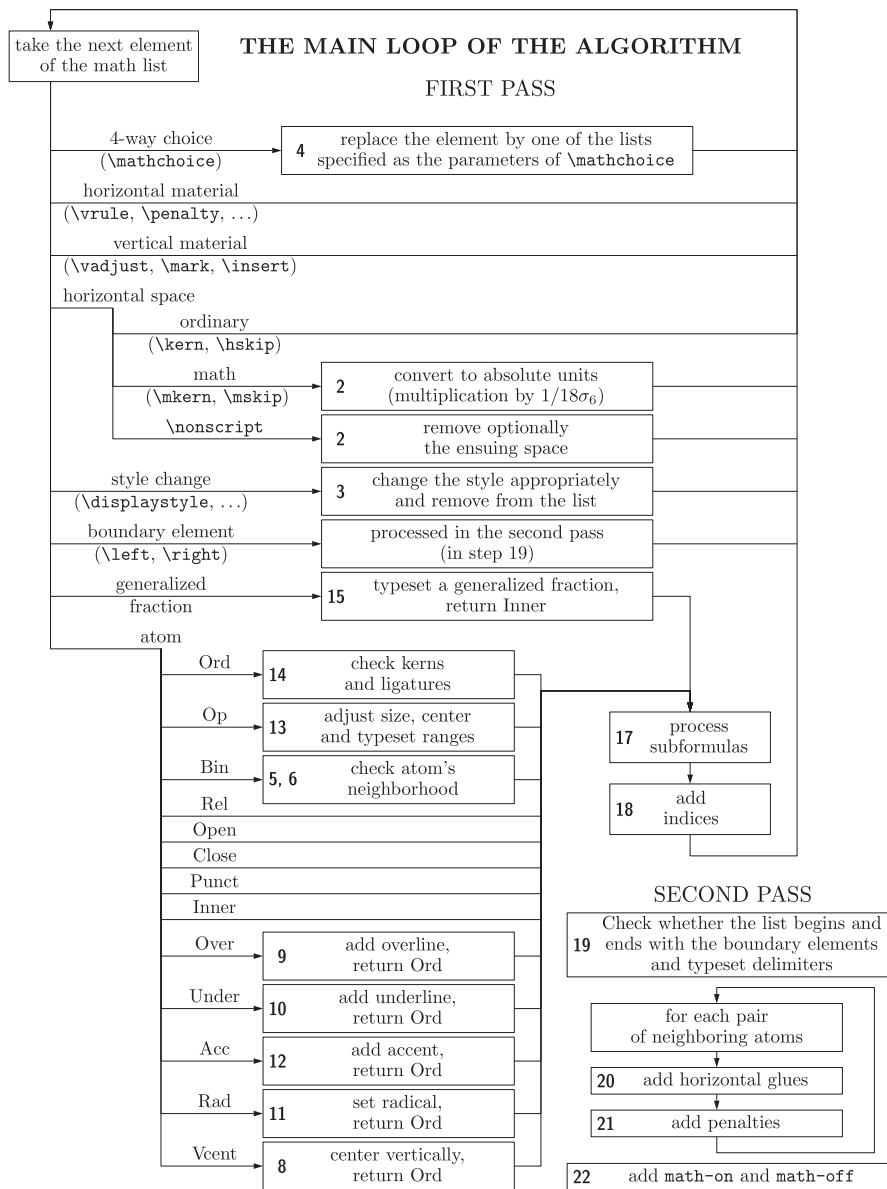 take the next element
of the math list
THE MAIN LOOP OF THE ALGORITHM
FIRST PASS
4-way choice
(\mathchoice)
4 replace the element by one of the lists
specified as the parameters of \mathchoice
horizontal material
(\vrule, \penalty, ...)
vertical material
(\vadjust, \mark, \insert)
horizontal space
ordinary
(\kern, \hskip)
math
(\mkern, \mskip)
2 convert to absolute units
(multiplication by 1/18σ₆)
\nonscript
2 remove optionally
the ensuing space
style change
(\displaystyle, ...)
3 change the style appropriately
and remove from the list
boundary element
(\left, \right)
processed in the second pass
(in step 19)
generalized
fraction
15 typeset a generalized fraction,
return Inner
atom
Ord
14 check kerns
and ligatures
Op
13 adjust size, center
and typeset ranges
Bin
5, 6 check atom's
neighborhood
Rel
Open
Close
Punct
Inner
Over
9 add overline,
return Ord
Under
10 add underline,
return Ord
Acc
12 add accent,
return Ord
Rad
11 set radical,
return Ord
Vcent
8 center vertically,
return Ord
17 process
subformulas
18 add
indices
SECOND PASS
Check whether the list begins and
19 ends with the boundary elements
and typeset delimiters
for each pair
of neighboring atoms
20 add horizontal glues
21 add penalties
22 add math-on and math-off